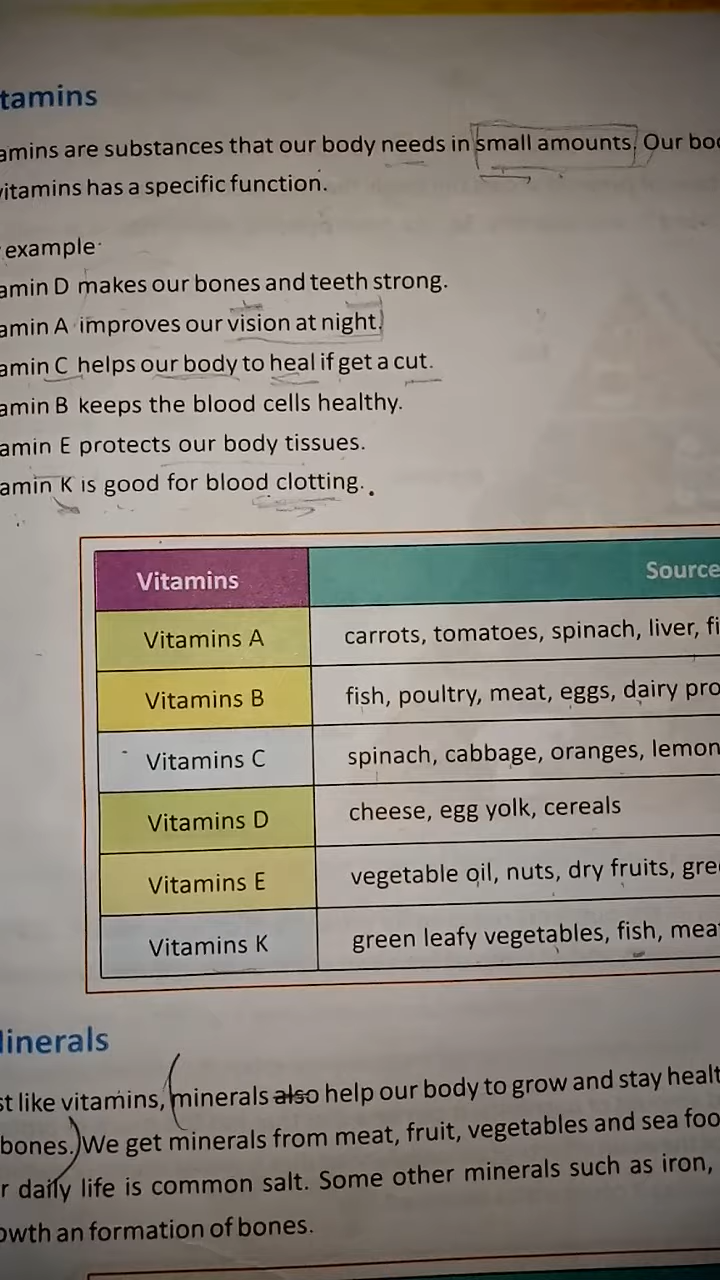 tamins
amins are substances that our body needs in small amounts. Our bo
vitamins has a specific function.
example
amin D makes our bones and teeth strong.
amin A improves our vision at night.
amin C helps our body to heal if get a cut.
amin B keeps the blood cells healthy.
amin E protects our body tissues.
amin K is good for blood clotting.
Vitamins Source
Vitamins A carrots, tomatoes, spinach, liver, fi
Vitamins B fish, poultry, meat, eggs, dairy pro
Vitamins C spinach, cabbage, oranges, lemon
Vitamins D cheese, egg yolk, cereals
Vitamins E vegetable oil, nuts, dry fruits, gre
Vitamins K green leafy vegetables, fish, mea
inerals
st like vitamins, minerals also help our body to grow and stay healt
bones. We get minerals from meat, fruit, vegetables and sea foo
r daily life is common salt. Some other minerals such as iron,
owth an formation of bones.